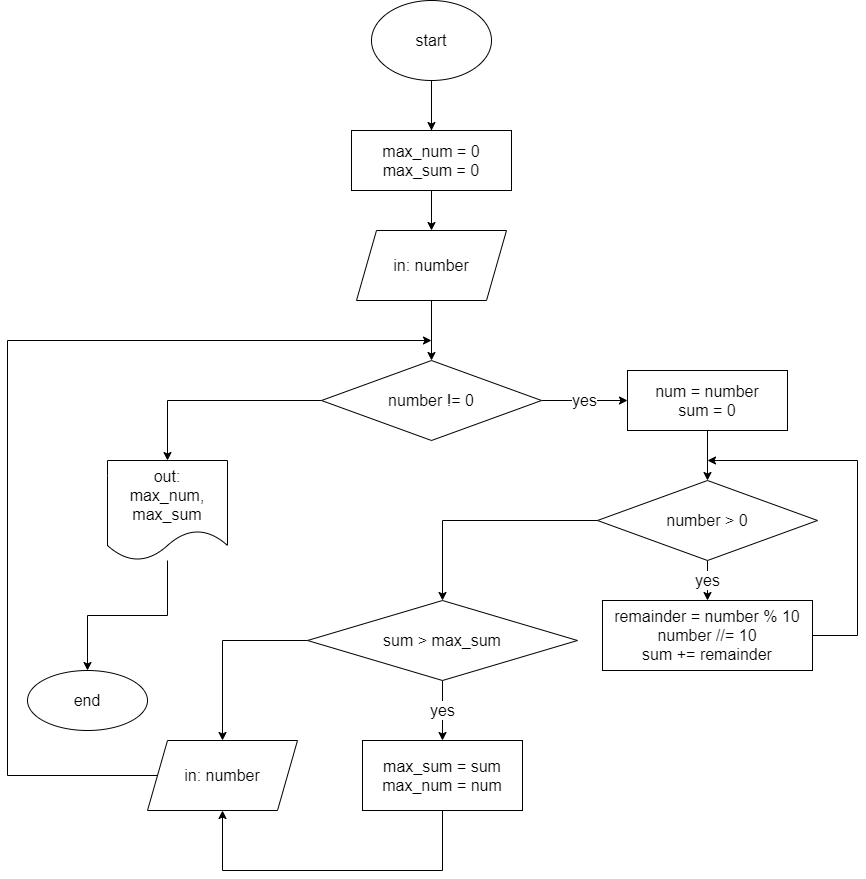 start
max_num = 0
max_sum = 0
in: number
number != 0
yes
num = number
sum = 0
out:
max_num,
max_sum
number > 0
yes
remainder = number % 10
number //= 10
sum += remainder
sum > max_sum
yes
end
in: number
max_sum = sum
max_num = num